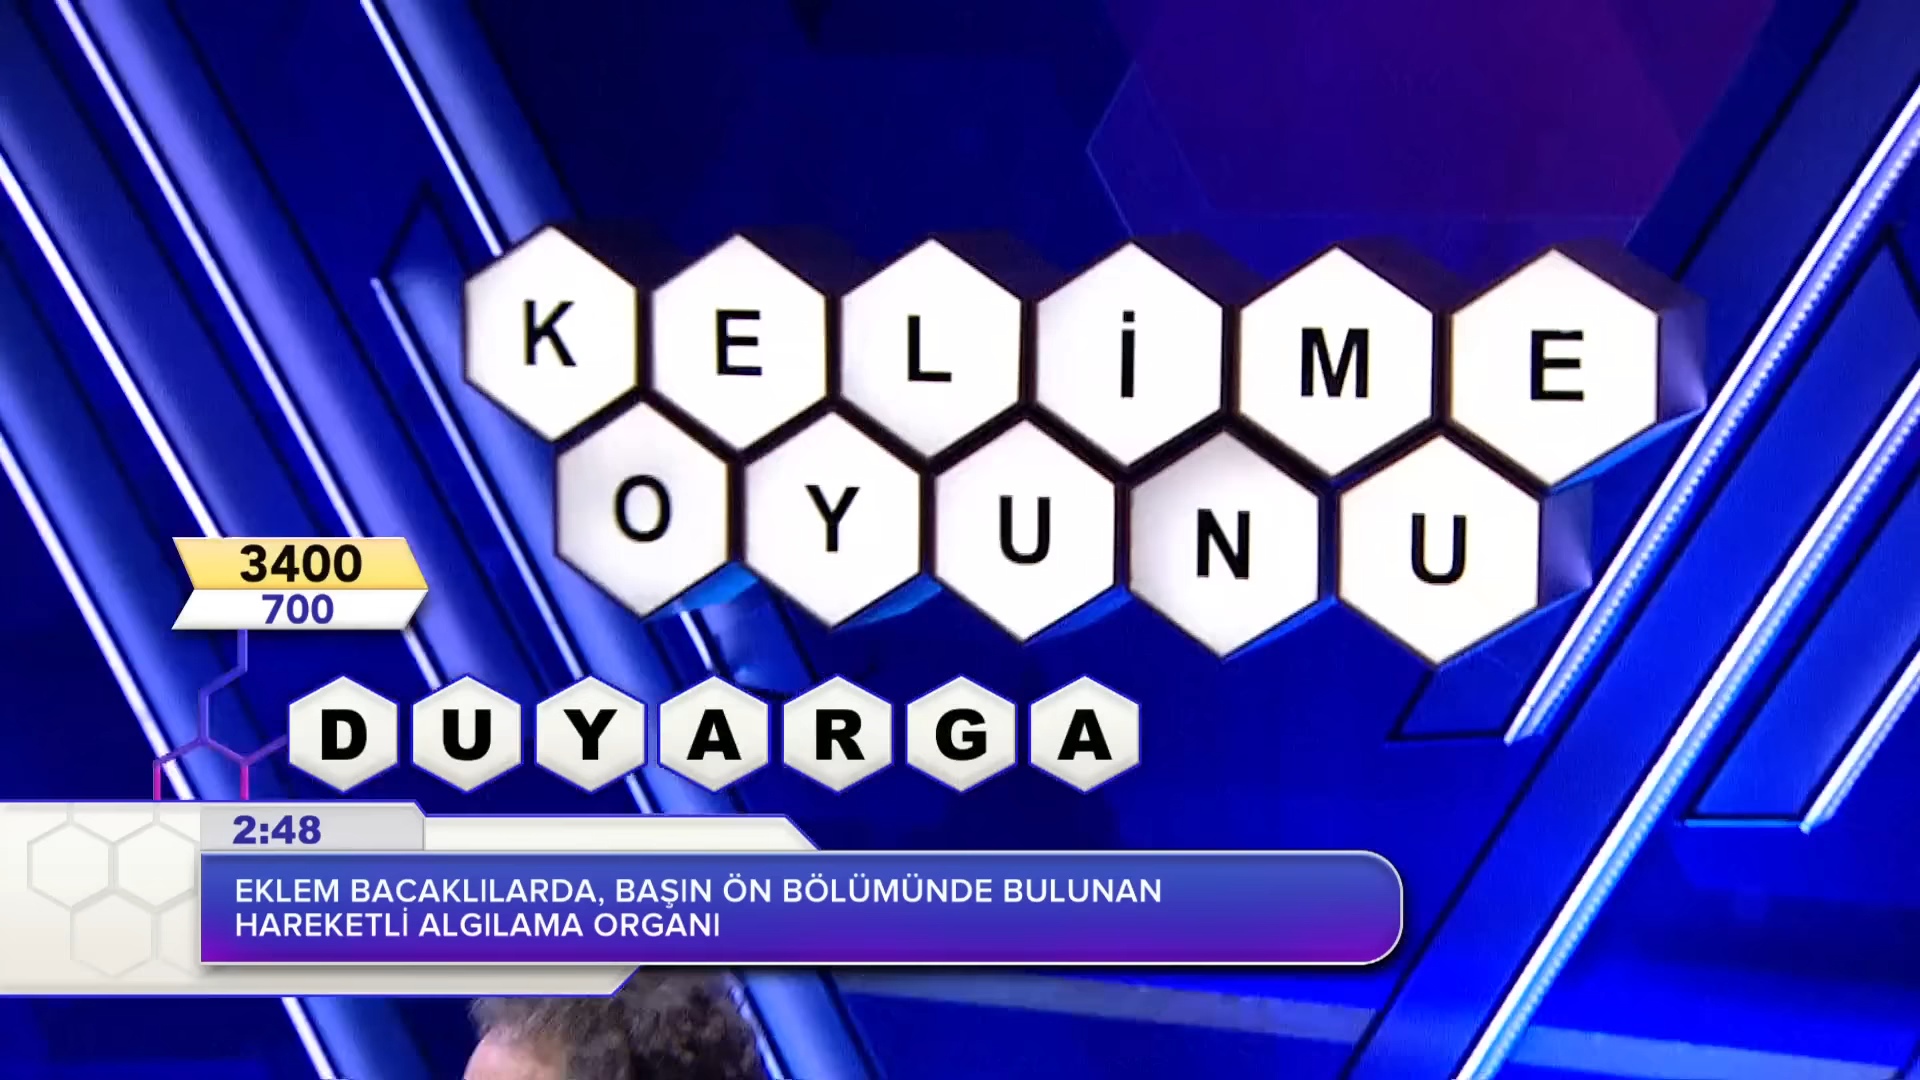 KELİME
OYUNU
3400
700
DUYARGA
2:48
EKLEM BACAKLILARDA, BAŞIN ÖN BÖLÜMÜNDE BULUNAN
HAREKETLİ ALGILAMA ORGANI